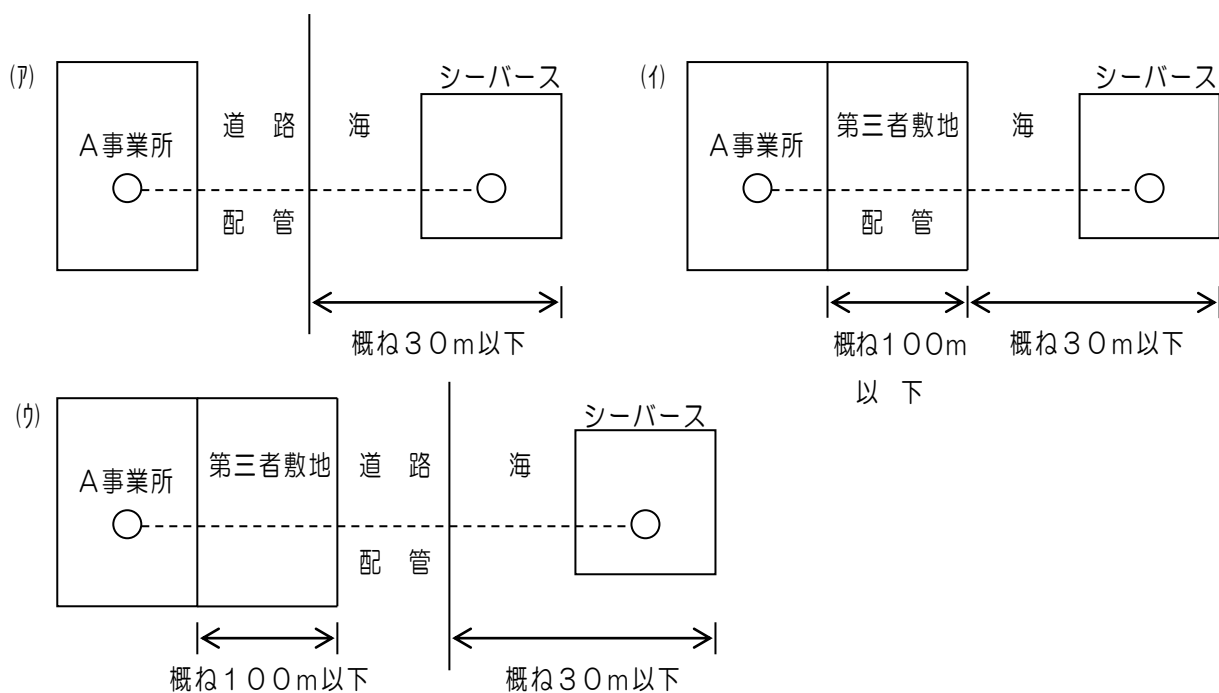 (ア)
シーバース
A事業所
道 路
海
配 管
概ね30m以下
(イ)
シーバース
A事業所
第三者敷地
海
配 管
概ね100m
以 下
概ね30m以下
(ウ)
シーバース
A事業所
第三者敷地
道 路
海
配 管
概ね100m以下
概ね30m以下